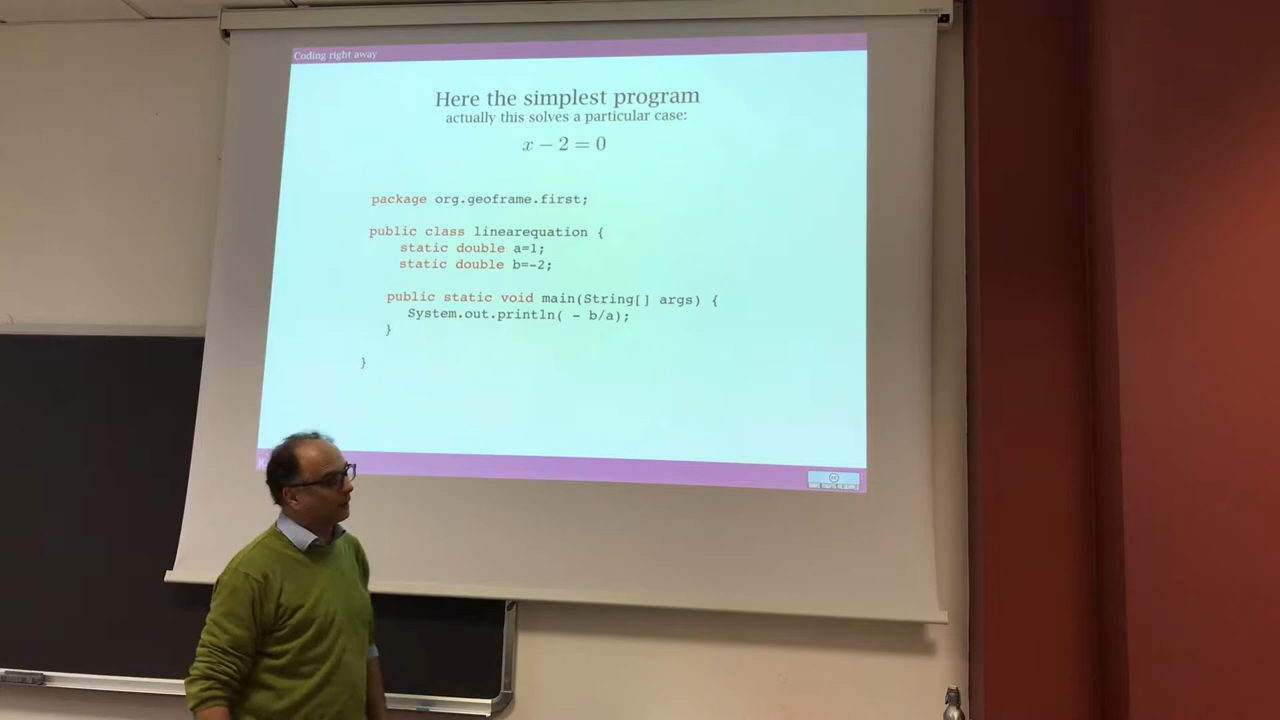 Coding right away
Here the simplest program
actually this solves a particular case:
x − 2 = 0
package org.geoframe.first;
public class linearequation {
static double a=1;
static double b=-2;
public static void main(String[] args) {
System.out.println( - b/a);
}
}